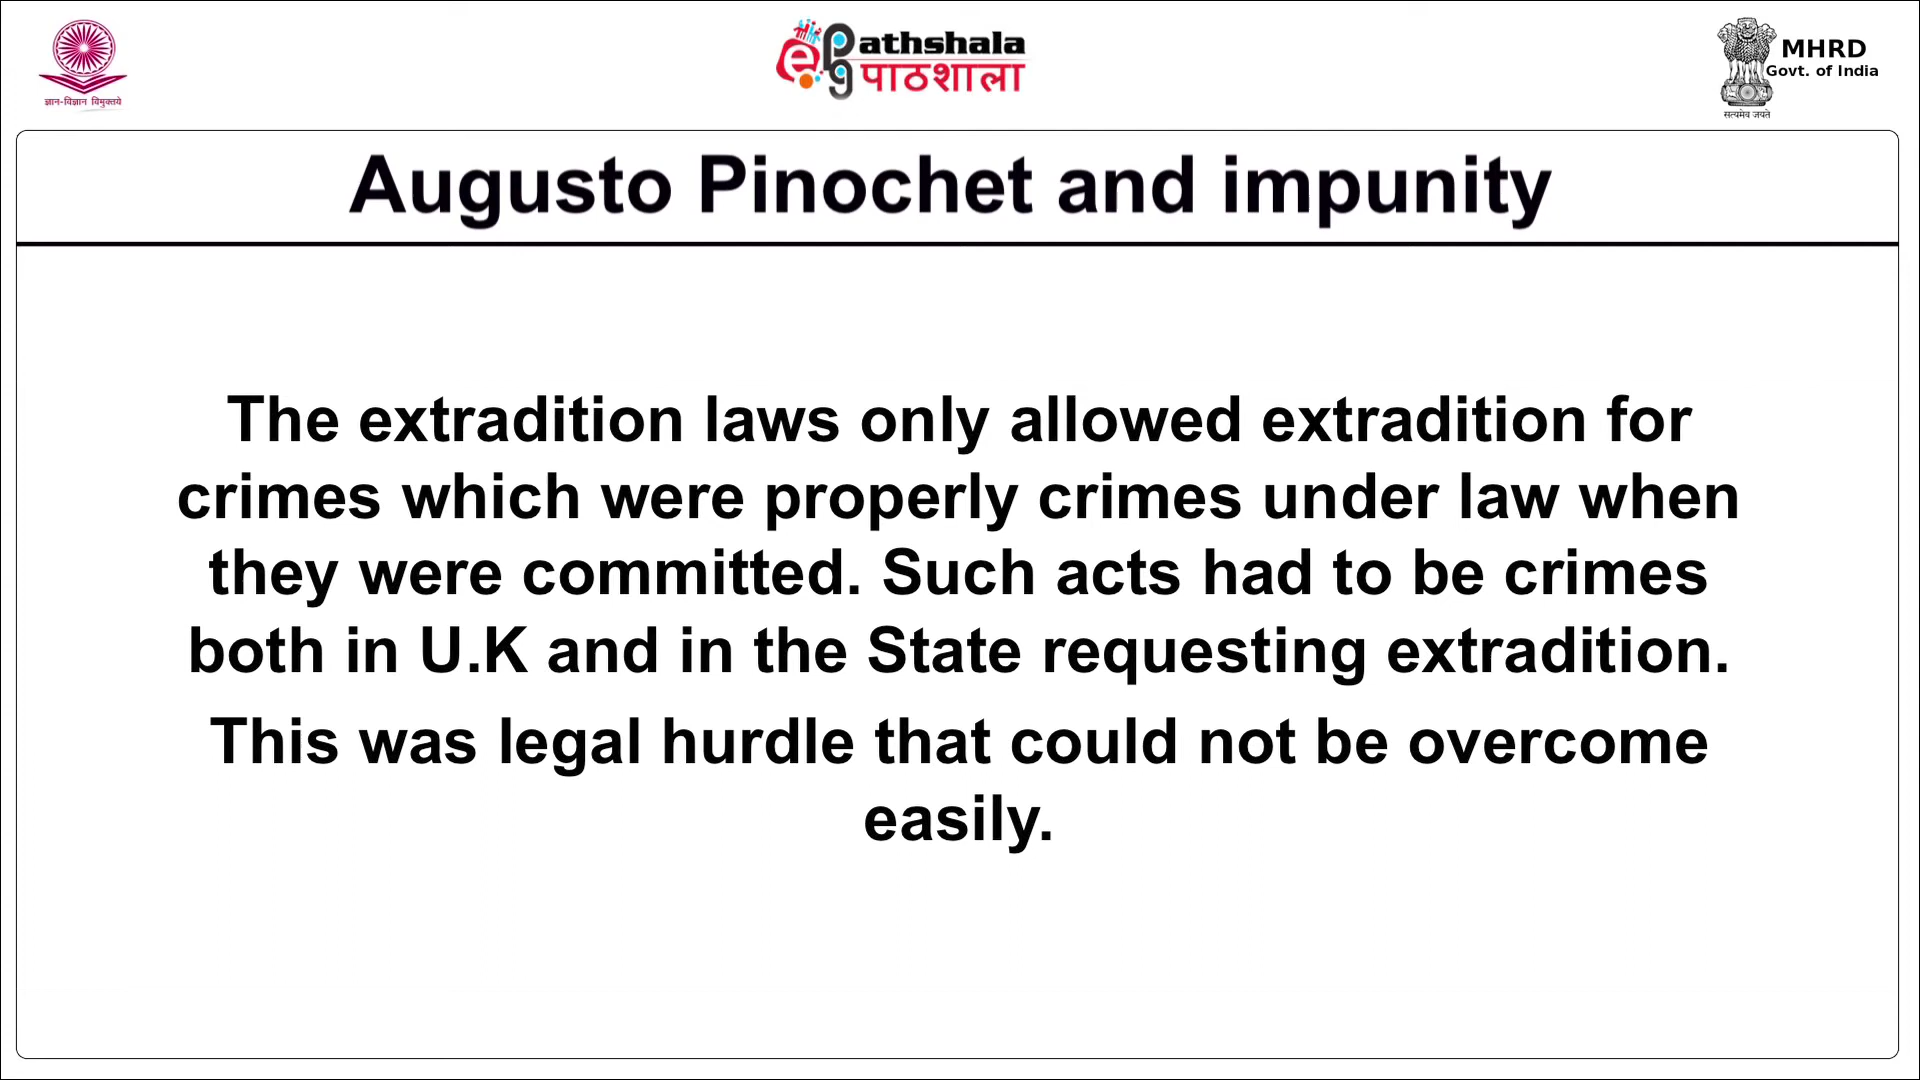 ज्ञान-विज्ञान विमुक्तये
e pg athshala
पाठशाला
MHRD
Govt. of India
सत्यमेव जयते
Augusto Pinochet and impunity
The extradition laws only allowed extradition for
crimes which were properly crimes under law when
they were committed. Such acts had to be crimes
both in U.K and in the State requesting extradition.
This was legal hurdle that could not be overcome
easily.